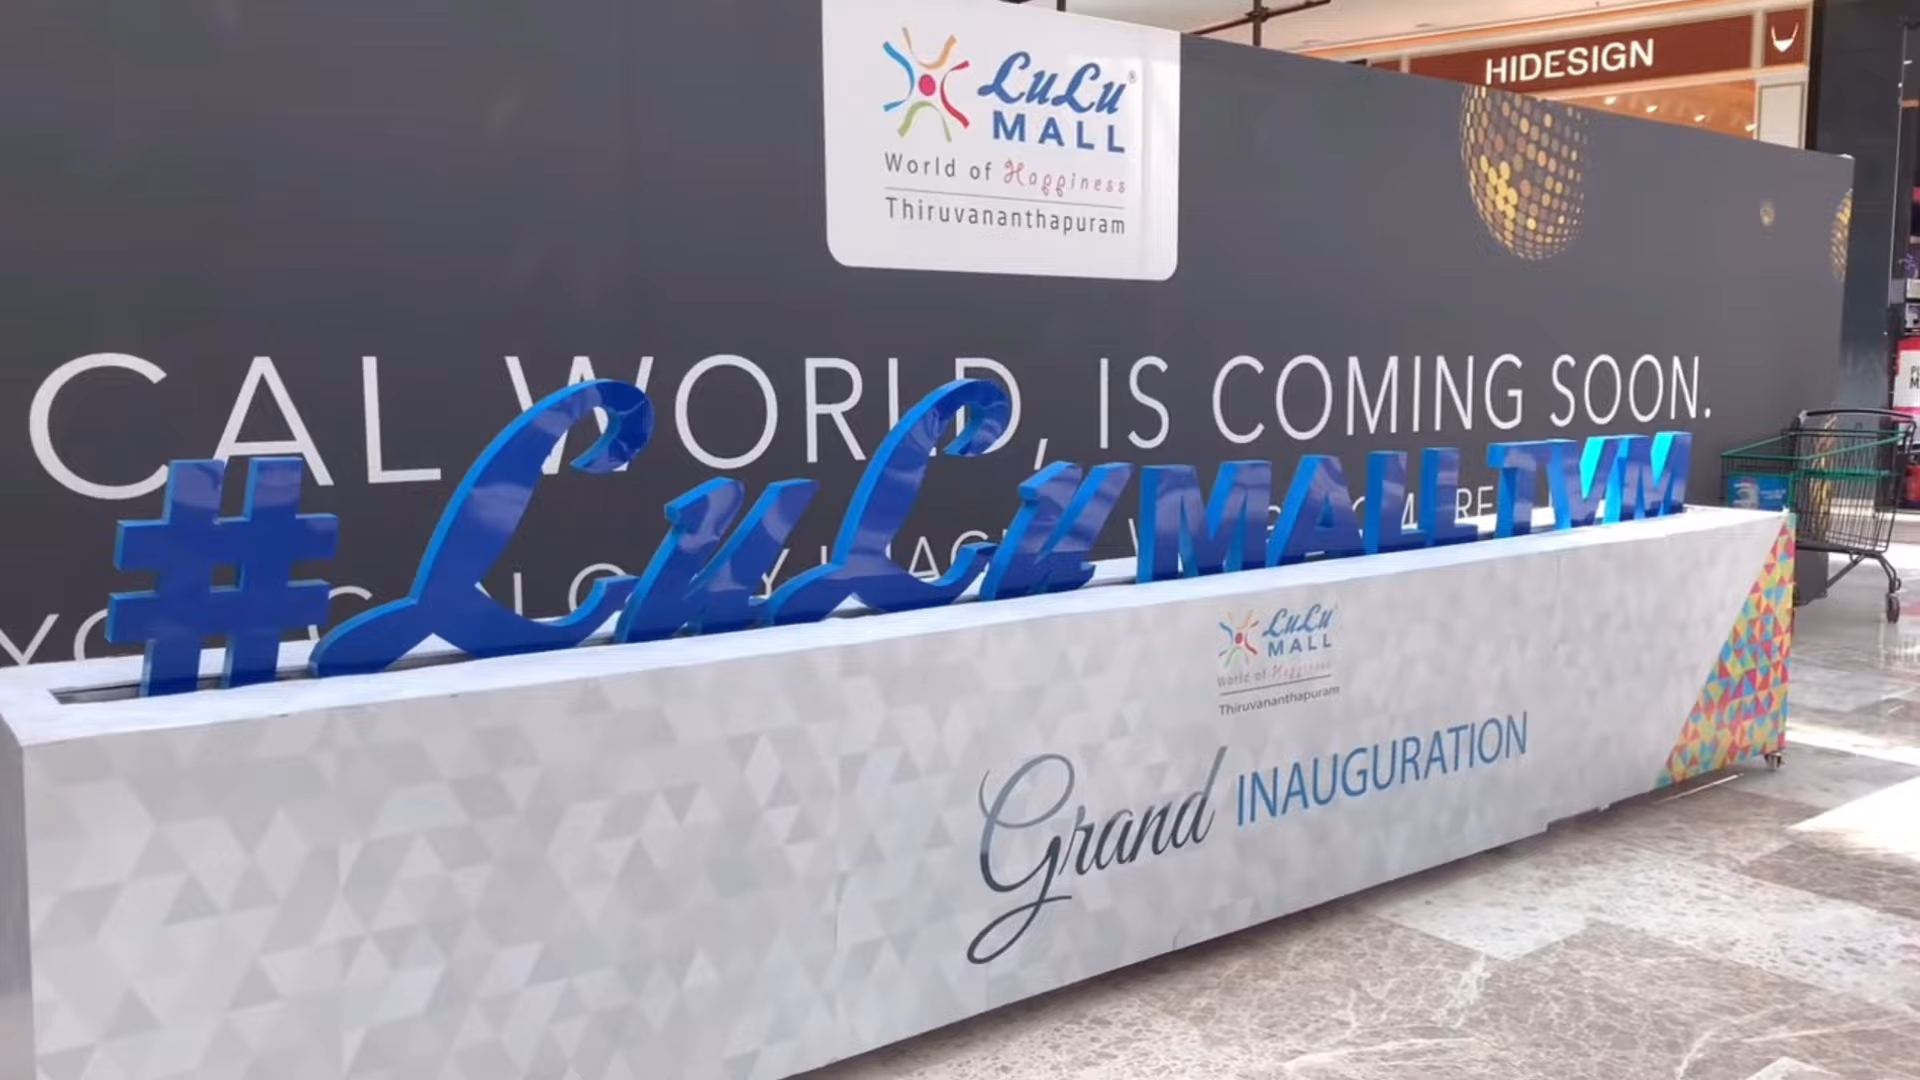 HIDESIGN
LuLu
MALL
World of Happiness
Thiruvananthapuram
CAL WORLD, IS COMING SOON.
#LuLuMALLTVM
LuLu
MALL
World of Happiness
Thiruvananthapuram
Grand INAUGURATION